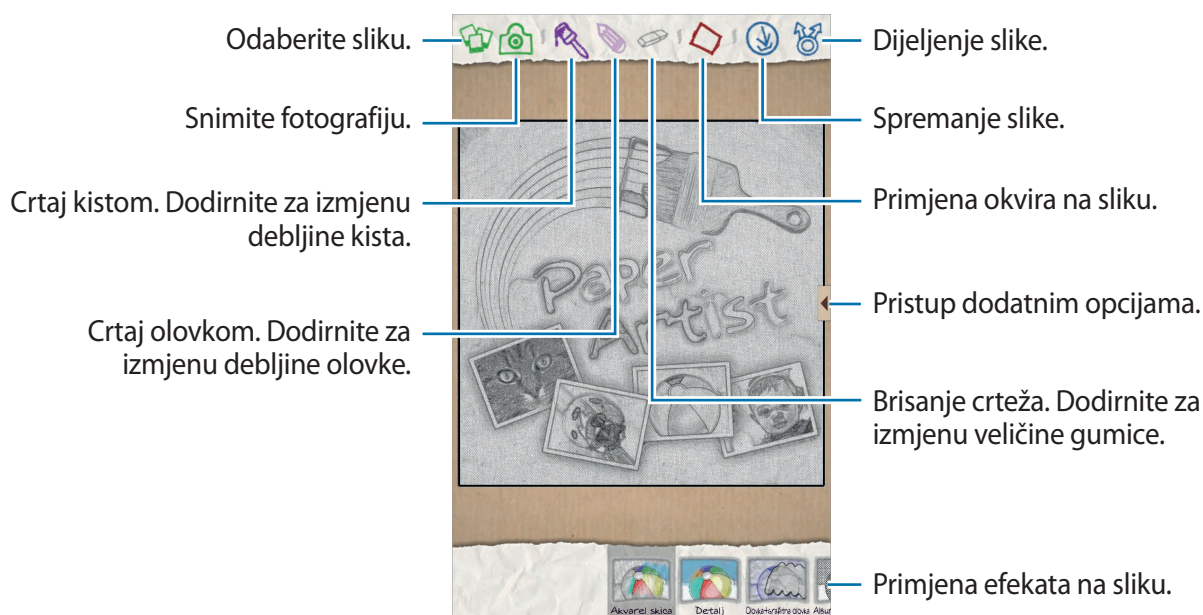 Odaberite sliku.
Dijeljenje slike.
Snimite fotografiju.
Spremanje slike.
Crtaj kistom. Dodirnite za izmjenu
debljine kista.
Primjena okvira na sliku.
Paper
Artist
Pristup dodatnim opcijama.
Crtaj olovkom. Dodirnite za
izmjenu debljine olovke.
Brisanje crteža. Dodirnite za
izmjenu veličine gumice.
Primjena efekata na sliku.
Akvarel skica
Detalj